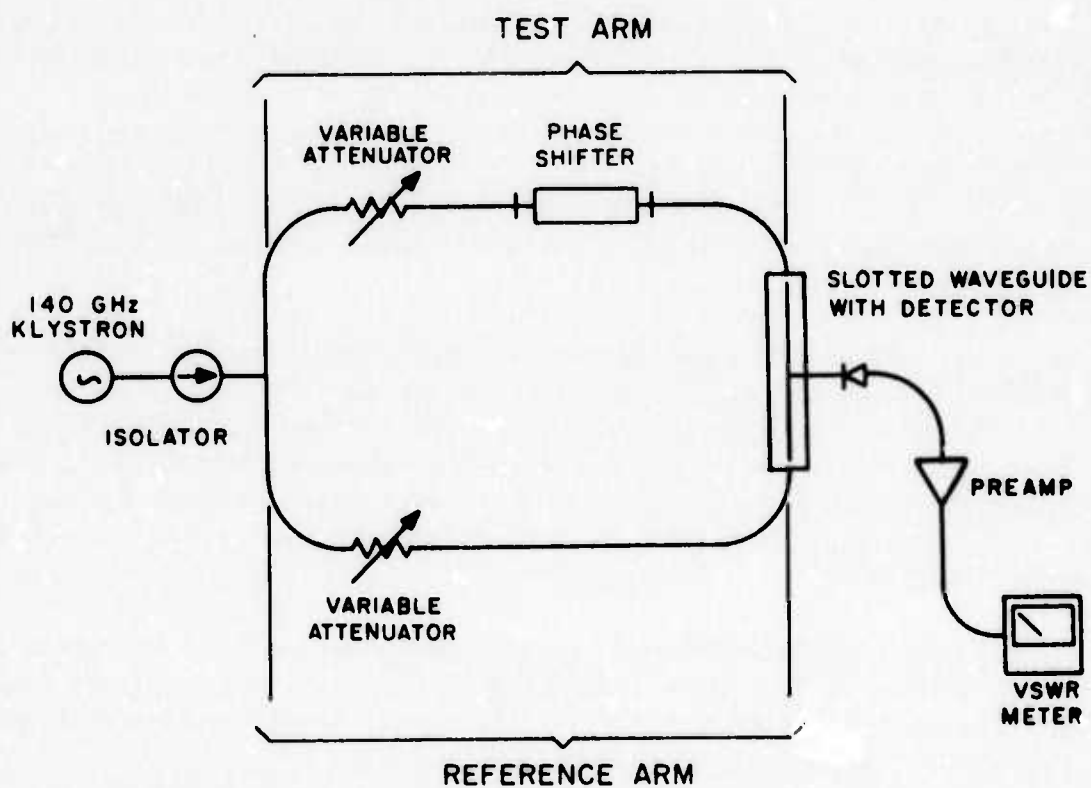 TEST ARM
VARIABLE
ATTENUATOR
PHASE
SHIFTER
140 GHz
KLYSTRON
ISOLATOR
SLOTTED WAVEGUIDE
WITH DETECTOR
PREAMP
VARIABLE
ATTENUATOR
VSWR
METER
REFERENCE ARM